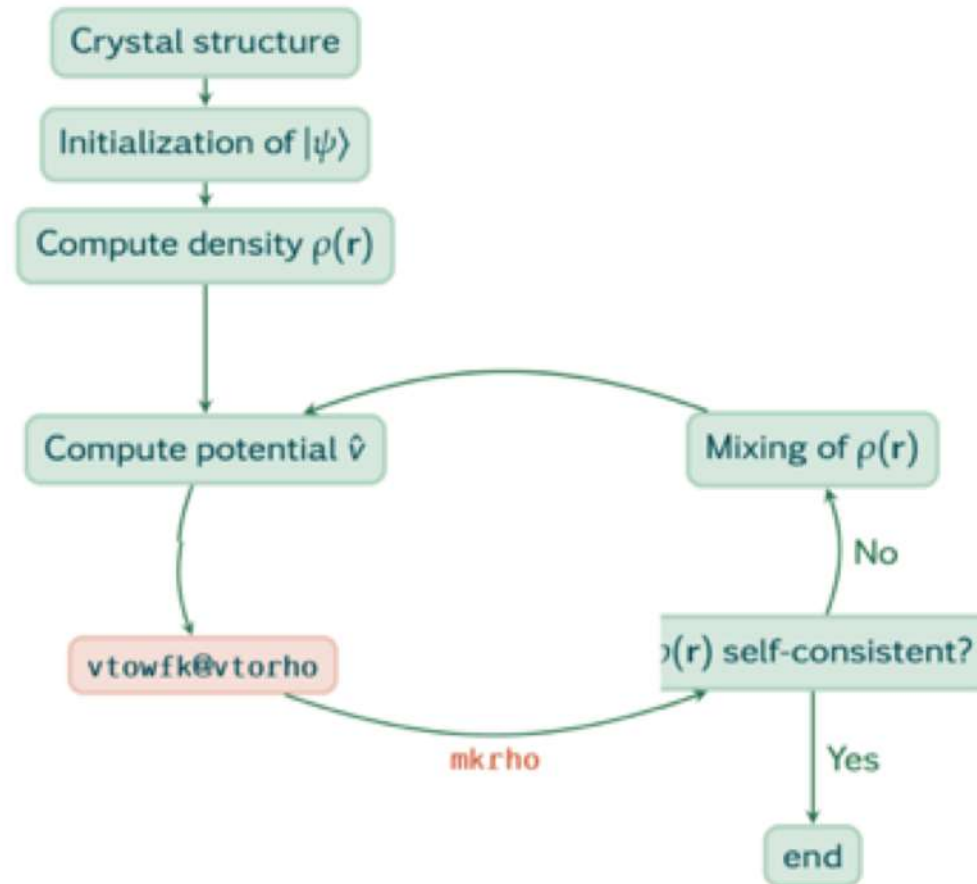 Crystal structure
Initialization of |ψ⟩
Compute density ρ(r)
Compute potential v̂
Mixing of ρ(r)
No
vtowfk@vtorho
ρ(r) self-consistent?
mkrho
Yes
end